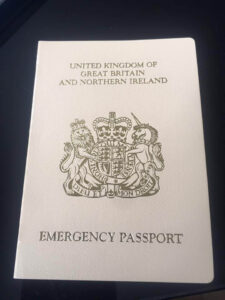 UNITED KINGDOM OF
GREAT BRITAIN
AND NORTHERN IRELAND
EMERGENCY PASSPORT